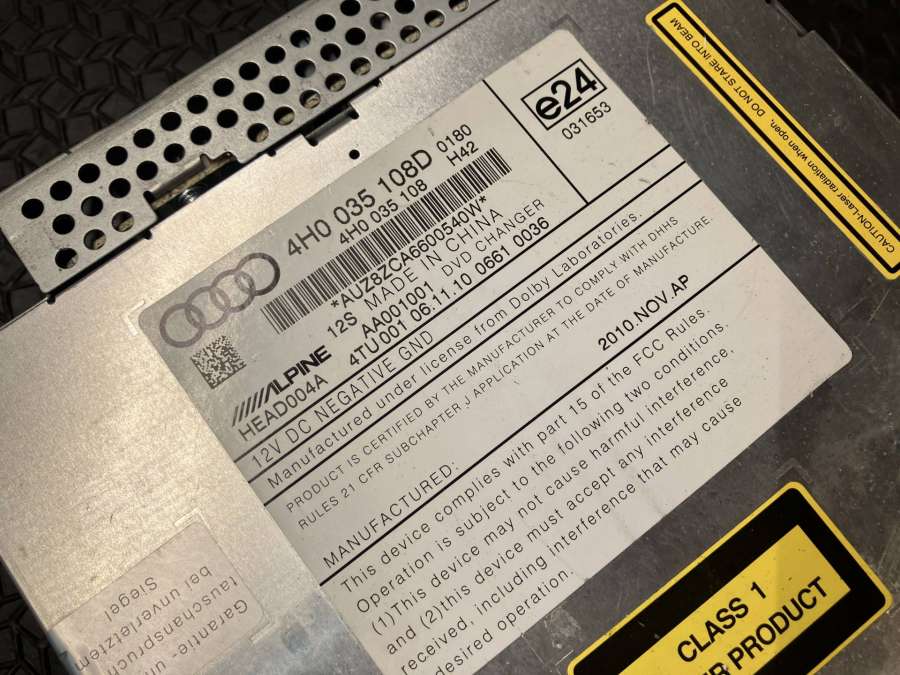 4H0 035 108D 0180
4H0 035 108 H42
*AUZ8ZCA6600540W*
12S MADE IN CHINA
AA001001 DVD CHANGER
4TU 001 06.11.10 0661 0036
ALPINE
HEAD004A
e24
031653
12V DC NEGATIVE GND
Manufactured under license from Dolby Laboratories.
PRODUCT IS CERTIFIED BY THE MANUFACTURER TO COMPLY WITH DHHS
RULES 21 CFR SUBCHAPTER J APPLICATION AT THE DATE OF MANUFACTURE.
MANUFACTURED: 2010.NOV.AP
This device complies with part 15 of the FCC Rules.
Operation is subject to the following two conditions.
(1)This device may not cause harmful interference,
and (2)this device must accept any interference
received, including interference that may cause
desired operation.
CAUTION-Laser radiation when open, DO NOT STARE INTO BEAM
CLASS 1
ER PRODUCT
Garantie- u
tauschanspruch
bei unverletztem
Siegel